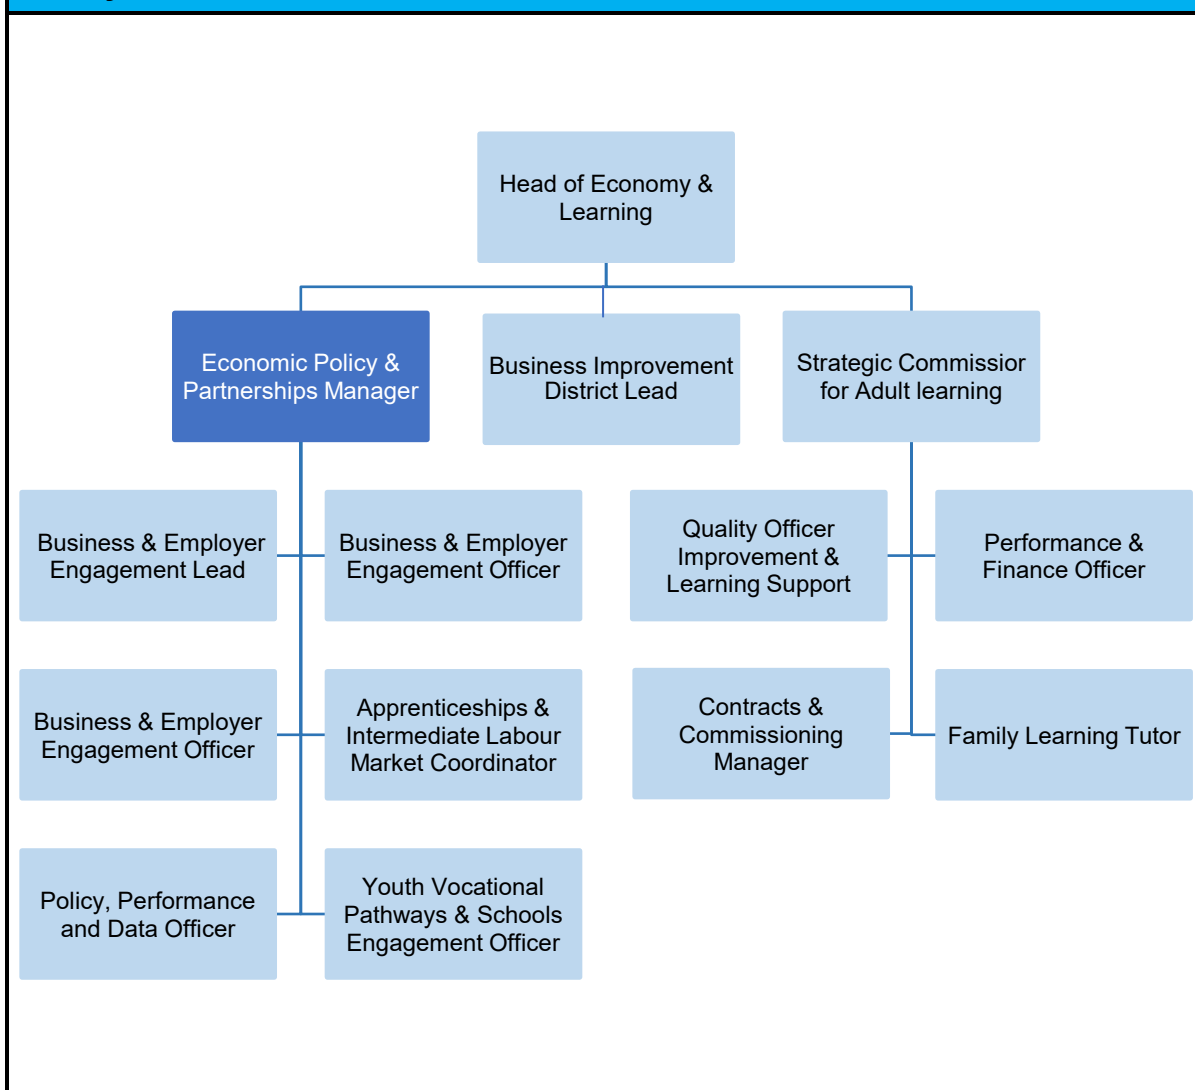 Head of Economy &
Learning
Economic Policy &
Partnerships Manager
Business Improvement
District Lead
Strategic Commissior
for Adult learning
Business & Employer
Engagement Lead
Business & Employer
Engagement Officer
Quality Officer
Improvement &
Learning Support
Performance &
Finance Officer
Business & Employer
Engagement Officer
Apprenticeships &
Intermediate Labour
Market Coordinator
Contracts &
Commissioning
Manager
Family Learning Tutor
Policy, Performance
and Data Officer
Youth Vocational
Pathways & Schools
Engagement Officer